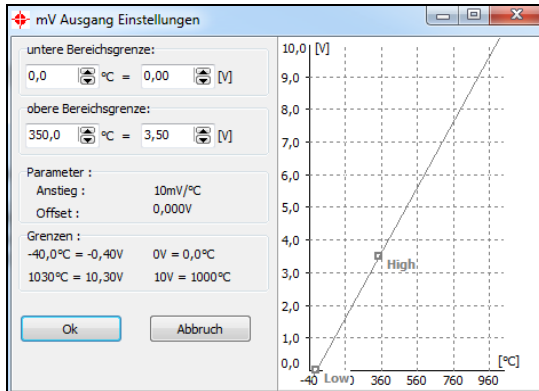 mV Ausgang Einstellungen
untere Bereichsgrenze:
0,0 °C = 0,00 [V]
obere Bereichsgrenze:
350,0 °C = 3,50 [V]
Parameter :
Anstieg : 10mV/°C
Offset : 0,000V
Grenzen :
-40,0°C = -0,40V 0V = 0,0°C
1030°C = 10,30V 10V = 1000°C
Ok Abbruch
10,0 [V]
9,0
8,0
7,0
6,0
5,0
4,0
High
3,0
2,0
1,0
0,0 [°C]
Low
-40 160 360 560 760 960